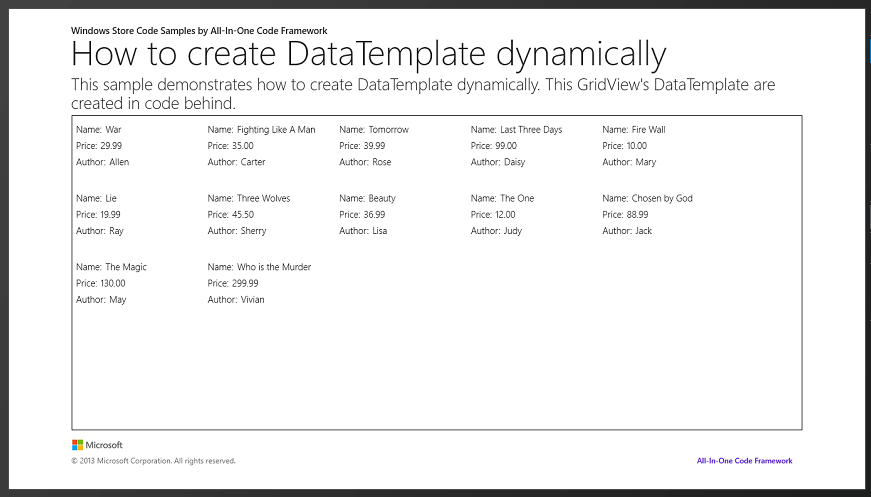 Windows Store Code Samples by All-In-One Code Framework
How to create DataTemplate dynamically
This sample demonstrates how to create DataTemplate dynamically. This GridView's DataTemplate are
created in code behind.
Name: War
Price: 29.99
Author: Allen
Name: Fighting Like A Man
Price: 35.00
Author: Carter
Name: Tomorrow
Price: 39.99
Author: Rose
Name: Last Three Days
Price: 99.00
Author: Daisy
Name: Fire Wall
Price: 10.00
Author: Mary
Name: Lie
Price: 19.99
Author: Ray
Name: Three Wolves
Price: 45.50
Author: Sherry
Name: Beauty
Price: 36.99
Author: Lisa
Name: The One
Price: 12.00
Author: Judy
Name: Chosen by God
Price: 88.99
Author: Jack
Name: The Magic
Price: 130.00
Author: May
Name: Who is the Murder
Price: 299.99
Author: Vivian
Microsoft
© 2013 Microsoft Corporation. All rights reserved.
All-In-One Code Framework